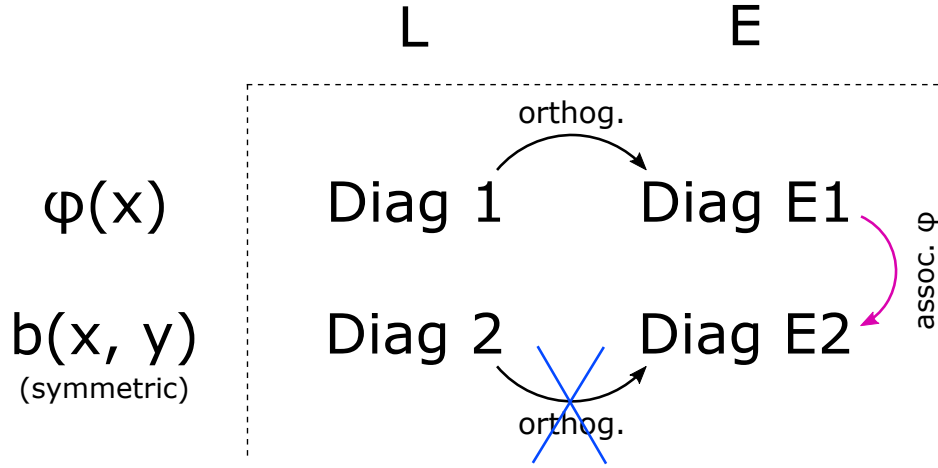 L E
orthog.
φ(x) Diag 1 Diag E1
assoc. φ
b(x, y) Diag 2 Diag E2
(symmetric)
orthog.